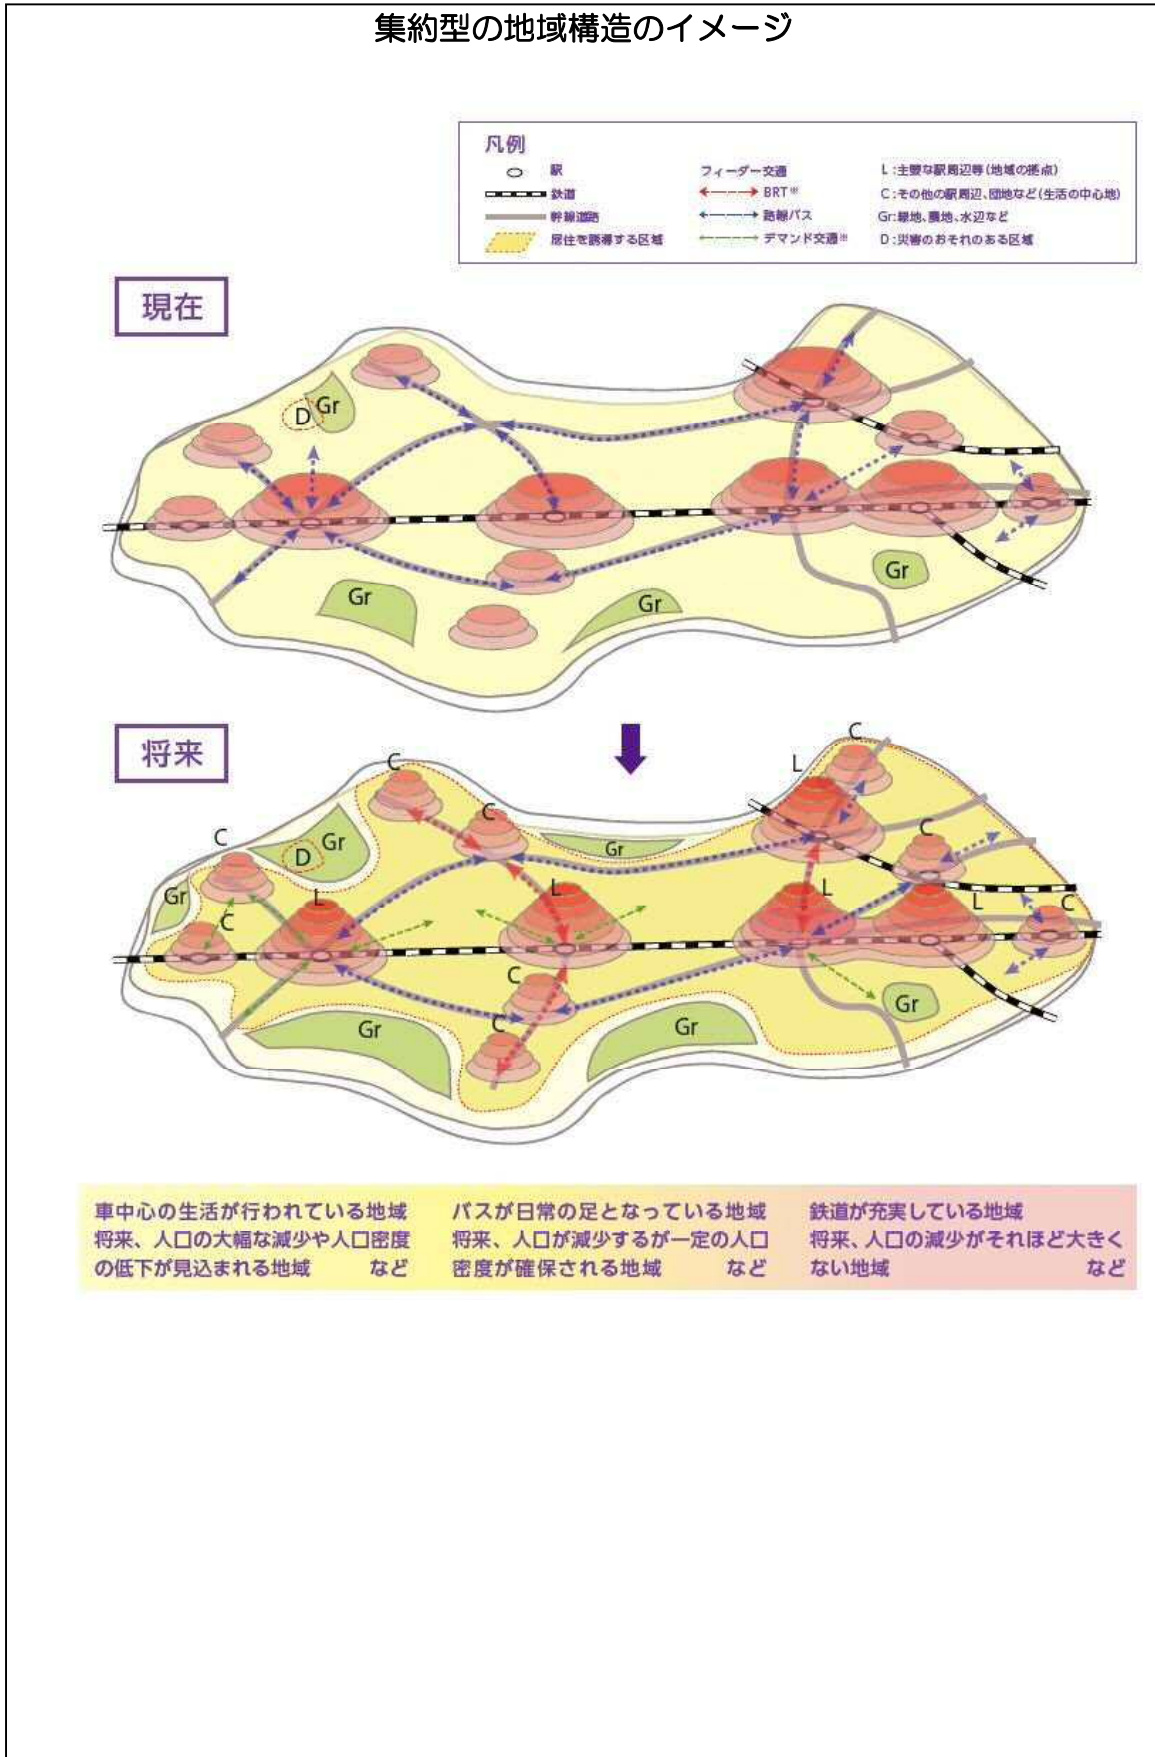 集約型の地域構造のイメージ
凡例
駅
鉄道
幹線道路
居住を誘導する区域
フィーダー交通
BRT※
路線バス
デマンド交通※
L:主要な駅周辺等(地域の拠点)
C:その他の駅周辺、団地など(生活の中心地)
Gr:緑地、農地、水辺など
D:災害のおそれのある区域
現在
D
Gr
Gr
Gr
Gr
将来
C
C
L
C
C
D
Gr
Gr
C
Gr
L
C
L
L
L
C
C
Gr
C
Gr
Gr
車中心の生活が行われている地域
将来、人口の大幅な減少や人口密度
の低下が見込まれる地域 など
バスが日常の足となっている地域
将来、人口が減少するが一定の人口
密度が確保される地域 など
鉄道が充実している地域
将来、人口の減少がそれほど大きく
ない地域 など